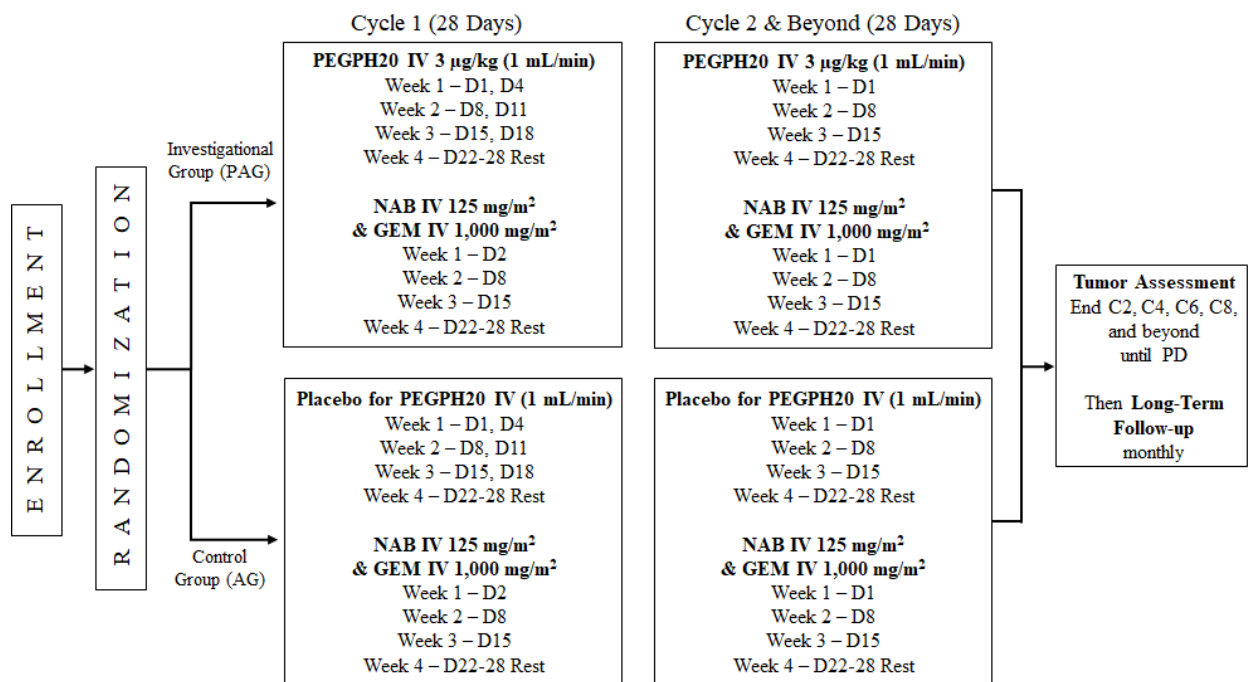 ENROLLMENT
RANDOMIZATION
Investigational
Group (PAG)
Control
Group (AG)
Cycle 1 (28 Days)
PEGPH20 IV 3 µg/kg (1 mL/min)
Week 1 – D1, D4
Week 2 – D8, D11
Week 3 – D15, D18
Week 4 – D22-28 Rest
NAB IV 125 mg/m²
& GEM IV 1,000 mg/m²
Week 1 – D2
Week 2 – D8
Week 3 – D15
Week 4 – D22-28 Rest
Placebo for PEGPH20 IV (1 mL/min)
Week 1 – D1, D4
Week 2 – D8, D11
Week 3 – D15, D18
Week 4 – D22-28 Rest
NAB IV 125 mg/m²
& GEM IV 1,000 mg/m²
Week 1 – D2
Week 2 – D8
Week 3 – D15
Week 4 – D22-28 Rest
Cycle 2 & Beyond (28 Days)
PEGPH20 IV 3 µg/kg (1 mL/min)
Week 1 – D1
Week 2 – D8
Week 3 – D15
Week 4 – D22-28 Rest
NAB IV 125 mg/m²
& GEM IV 1,000 mg/m²
Week 1 – D1
Week 2 – D8
Week 3 – D15
Week 4 – D22-28 Rest
Placebo for PEGPH20 IV (1 mL/min)
Week 1 – D1
Week 2 – D8
Week 3 – D15
Week 4 – D22-28 Rest
NAB IV 125 mg/m²
& GEM IV 1,000 mg/m²
Week 1 – D1
Week 2 – D8
Week 3 – D15
Week 4 – D22-28 Rest
Tumor Assessment
End C2, C4, C6, C8,
and beyond
until PD
Then Long-Term
Follow-up
monthly